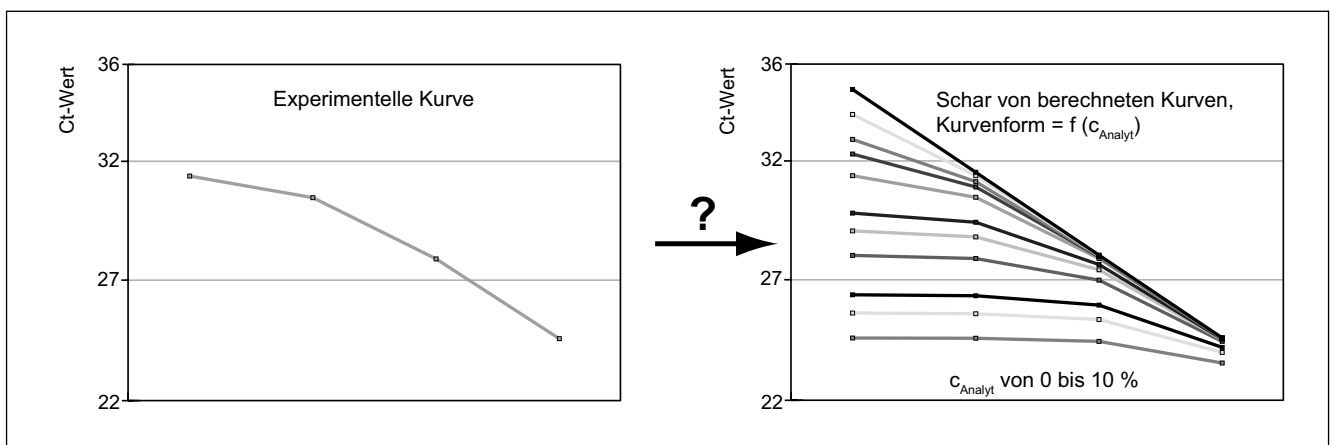 Ct-Wert
36
32
27
22
Experimentelle Kurve
?
Ct-Wert
36
32
27
22
Schar von berechneten Kurven,
Kurvenform = f (cAnalyt)
cAnalyt von 0 bis 10 %